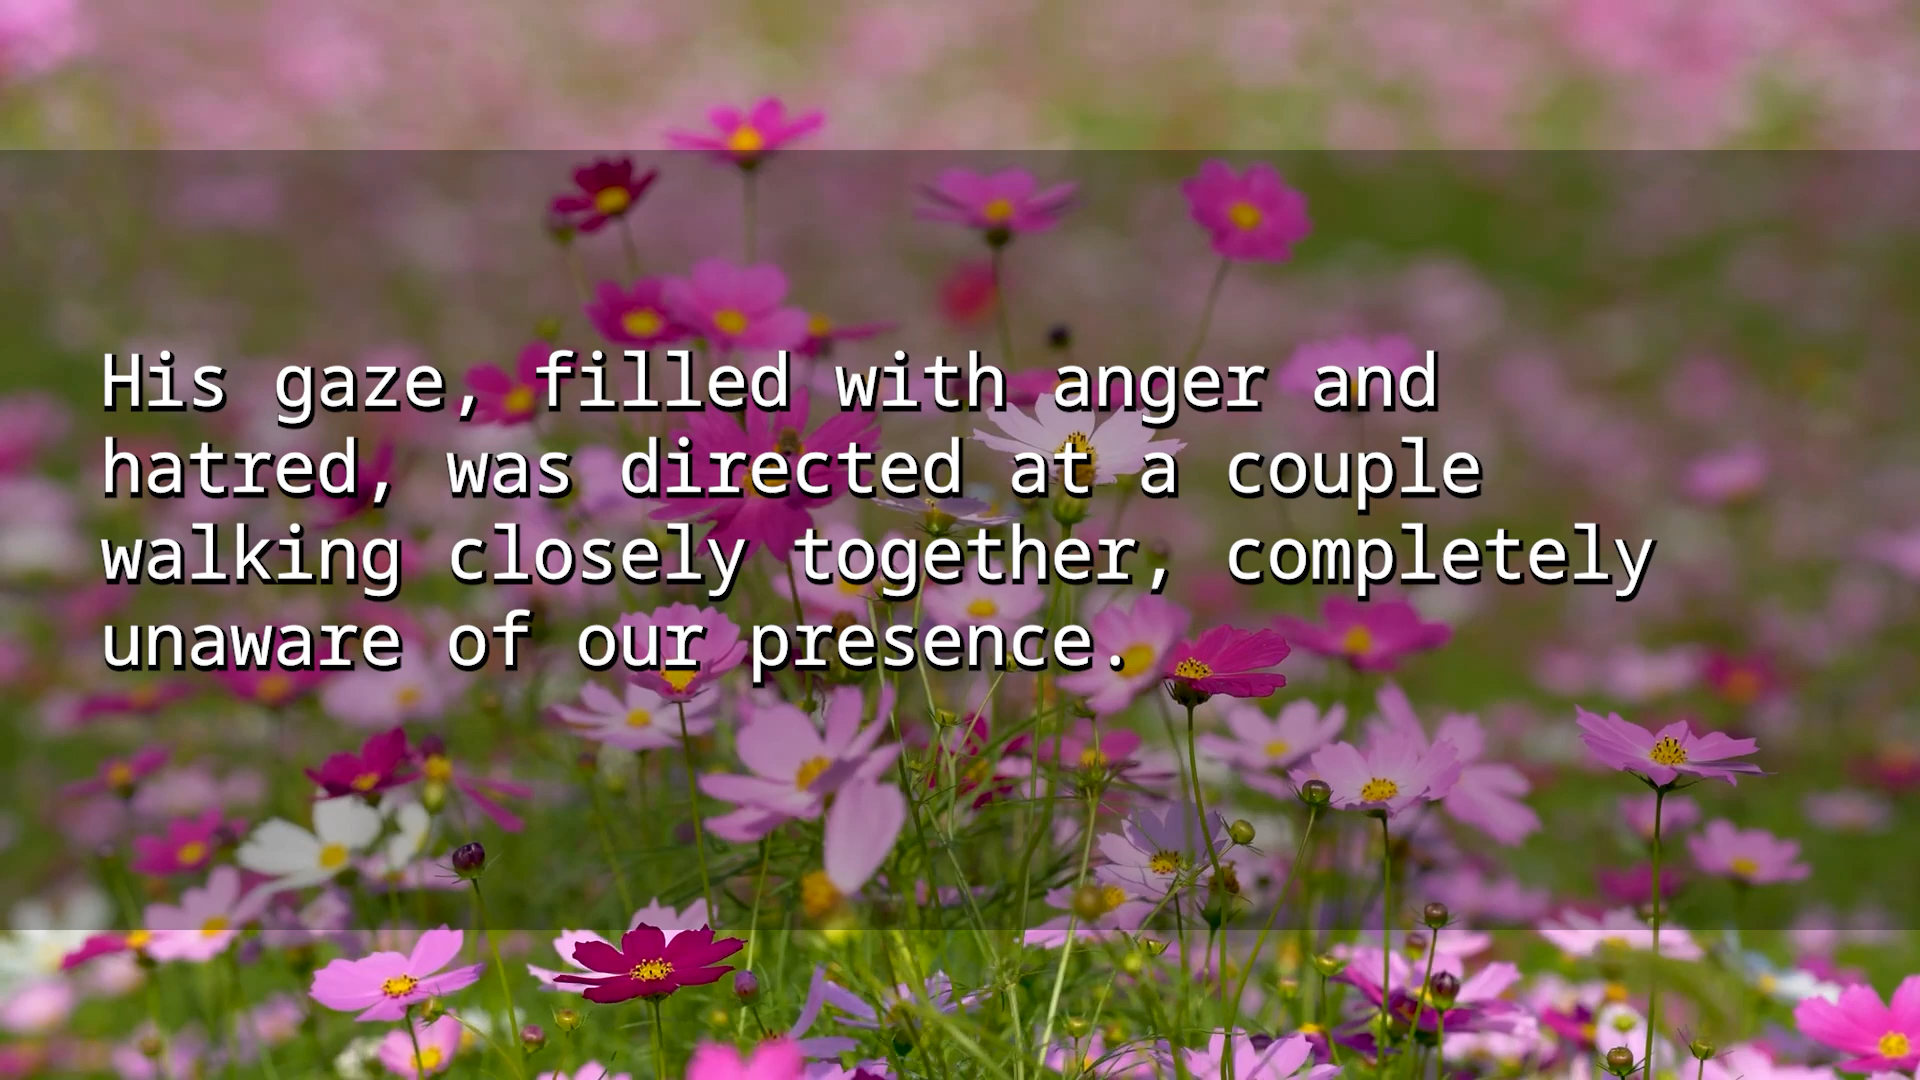 His gaze, filled with anger and
hatred, was directed at a couple
walking closely together, completely
unaware of our presence.